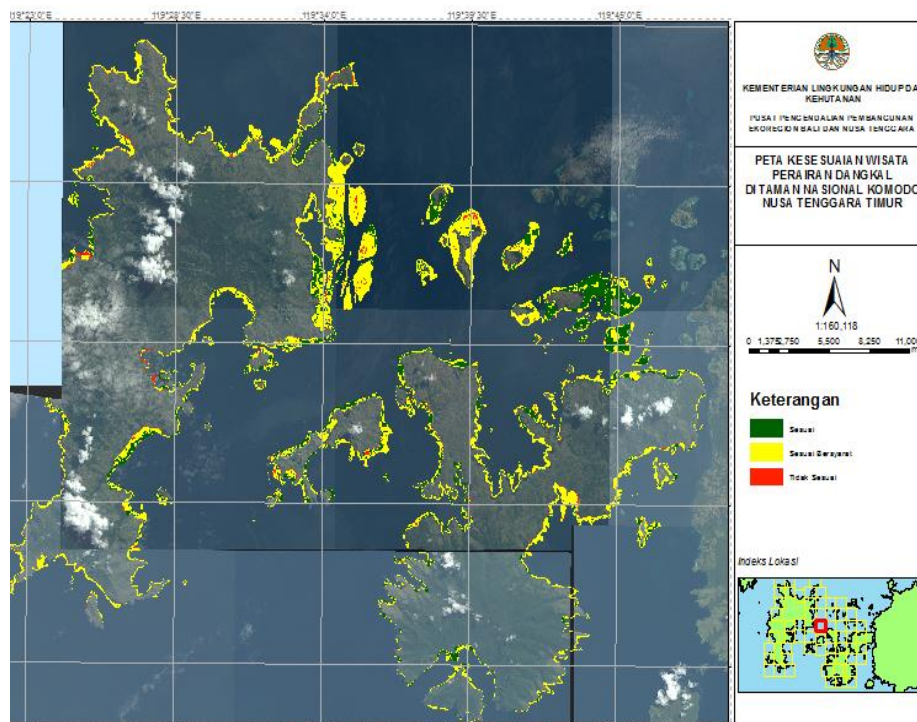 119°23'0"E 119°28'30"E 119°34'0"E 119°39'30"E 119°45'0"E
KEMENTERIAN LINGKUNGAN HIDUP DA
KEHUTANAN
PUSAT PENGENDALIAN PEMBANGUNAN
EKOREGION BALI DAN NUSA TENGGARA
PETA KESESUAIAN WISATA
PERAIRAN DANGKAL
DI TAMAN NASIONAL KOMODO
NUSA TENGGARA TIMUR
N
1:160,118
0 1,375 2,750 5,500 8,250 11,00
m
Keterangan
Sesuai
Sesuai Bersyarat
Tidak Sesuai
Indeks Lokasi